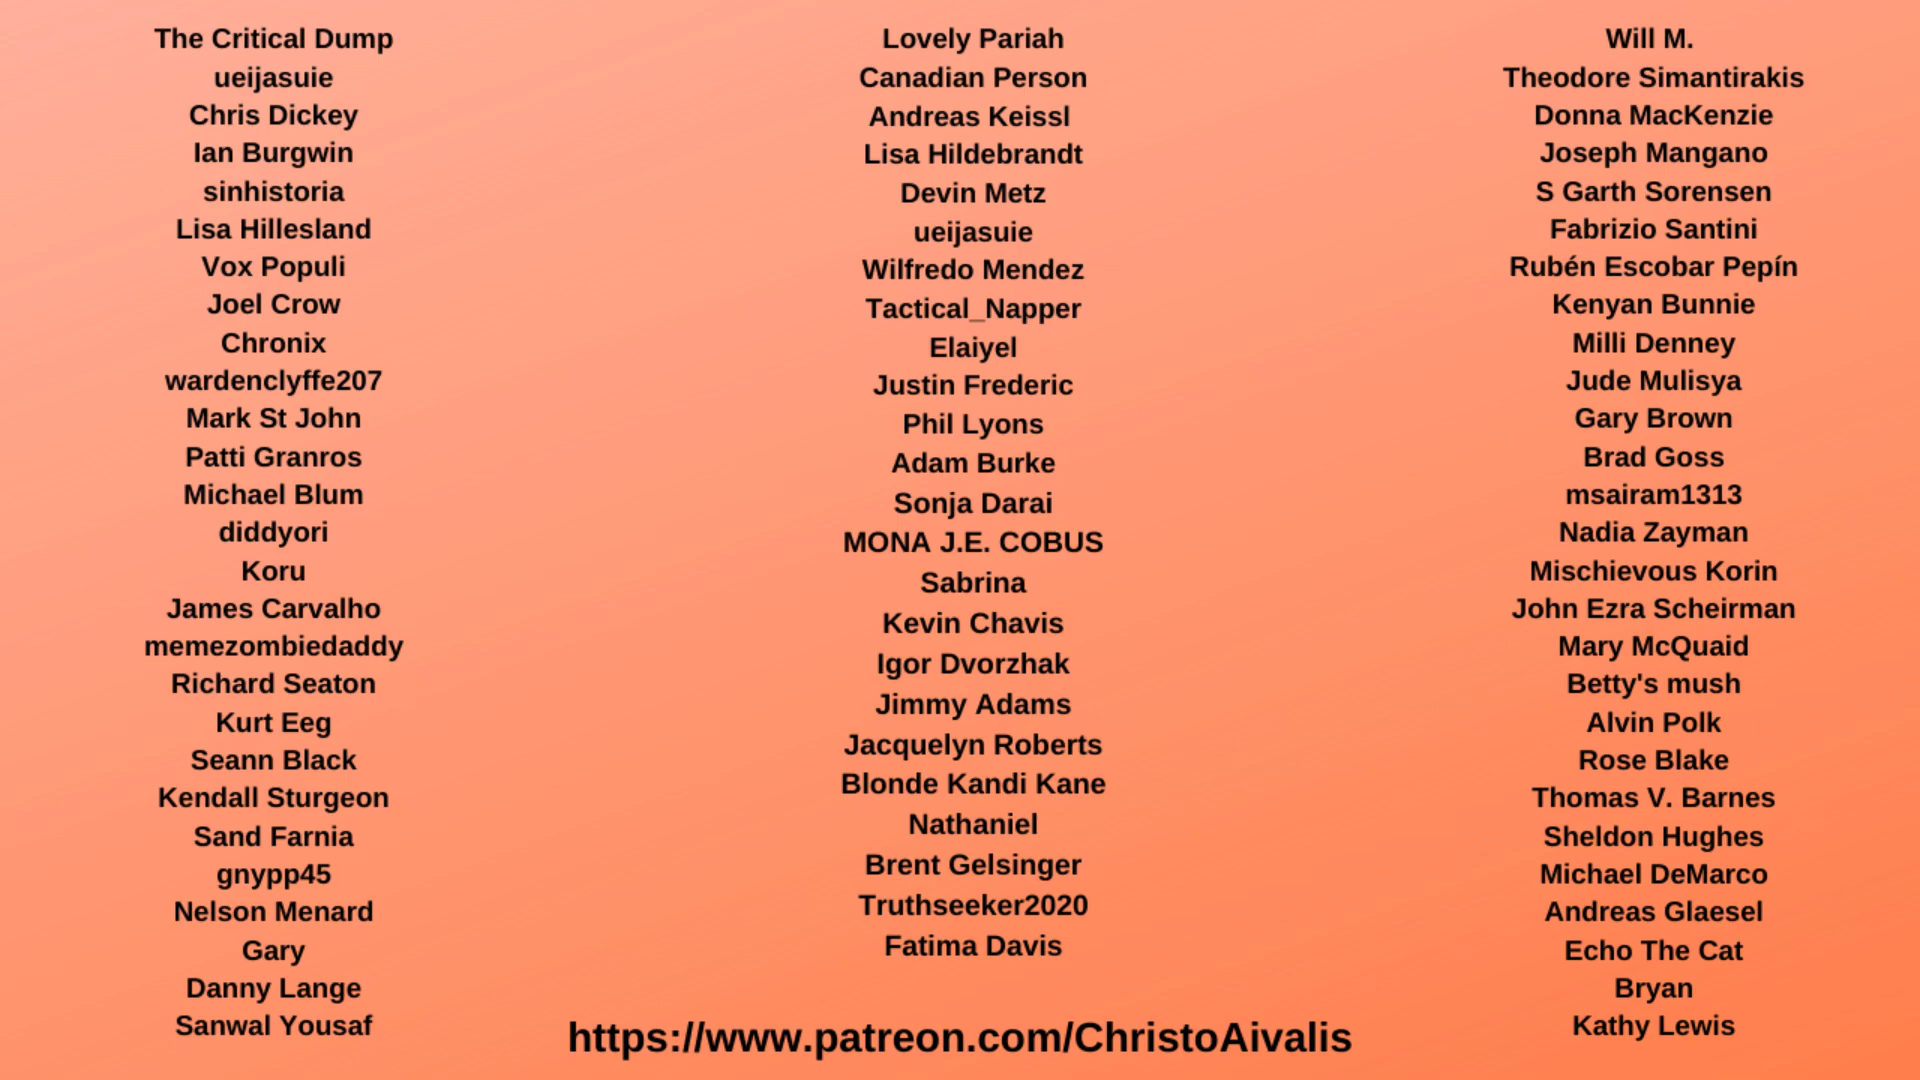 The Critical Dump
ueijasuie
Chris Dickey
Ian Burgwin
sinhistoria
Lisa Hillesland
Vox Populi
Joel Crow
Chronix
wardenclyffe207
Mark St John
Patti Granros
Michael Blum
diddyori
Koru
James Carvalho
memezombiedaddy
Richard Seaton
Kurt Eeg
Seann Black
Kendall Sturgeon
Sand Farnia
gnypp45
Nelson Menard
Gary
Danny Lange
Sanwal Yousaf
Lovely Pariah
Canadian Person
Andreas Keissl
Lisa Hildebrandt
Devin Metz
ueijasuie
Wilfredo Mendez
Tactical_Napper
Elaiyel
Justin Frederic
Phil Lyons
Adam Burke
Sonja Darai
MONA J.E. COBUS
Sabrina
Kevin Chavis
Igor Dvorzhak
Jimmy Adams
Jacquelyn Roberts
Blonde Kandi Kane
Nathaniel
Brent Gelsinger
Truthseeker2020
Fatima Davis
Will M.
Theodore Simantirakis
Donna MacKenzie
Joseph Mangano
S Garth Sorensen
Fabrizio Santini
Rubén Escobar Pepín
Kenyan Bunnie
Milli Denney
Jude Mulisya
Gary Brown
Brad Goss
msairam1313
Nadia Zayman
Mischievous Korin
John Ezra Scheirman
Mary McQuaid
Betty's mush
Alvin Polk
Rose Blake
Thomas V. Barnes
Sheldon Hughes
Michael DeMarco
Andreas Glaesel
Echo The Cat
Bryan
Kathy Lewis
https://www.patreon.com/ChristoAivalis